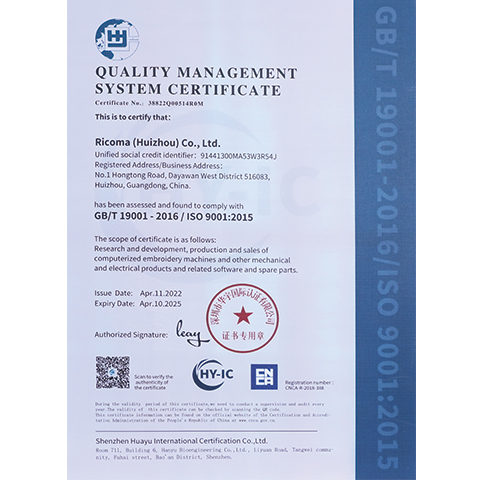 QUALITY MANAGEMENT
SYSTEM CERTIFICATE
Certificate No.: 38822Q00514R0M
This is to certify that:
Ricoma (Huizhou) Co., Ltd.
Unified social credit identifier: 91441300MA53W3R54J
Registered Address/Business Address:
No.1 Hongtong Road, Dayawan West District 516083,
Huizhou, Guangdong, China.
has been assessed and found to comply with
GB/T 19001 - 2016 / ISO 9001:2015
The scope of certificate is as follows:
Research and development, production and sales of
computerized embroidery machines and other mechanical
and electrical products and related software and spare parts.
Issue Date: Apr.11.2022
Expiry Date: Apr.10.2025
Authorized Signature: leay
深圳市华宇国际认证有限公司
证书专用章
Scan to verify the
authenticity of
the certificate
HY-IC
Registration number :
CNCA-R-2018-398
During the validity period of this certificate,we need to conduct a supervision and audit every
year.The validity of this certificate can be checked by scanning the QR code.
This certificate information can be found on the official website of the Certification and Accredi-
tation Administration of the People's Republic of China at www.cnca.gov.cn
Shenzhen Huayu International Certification Co.,Ltd.
Room 711, Building 6, Hanyu Bioengineering Co.,Ltd., Liyuan Road, Tangwei commu-
nity, Fuhai street, Bao'an District, Shenzhen.
GB/T 19001-2016/ISO 9001:2015
HY-IC